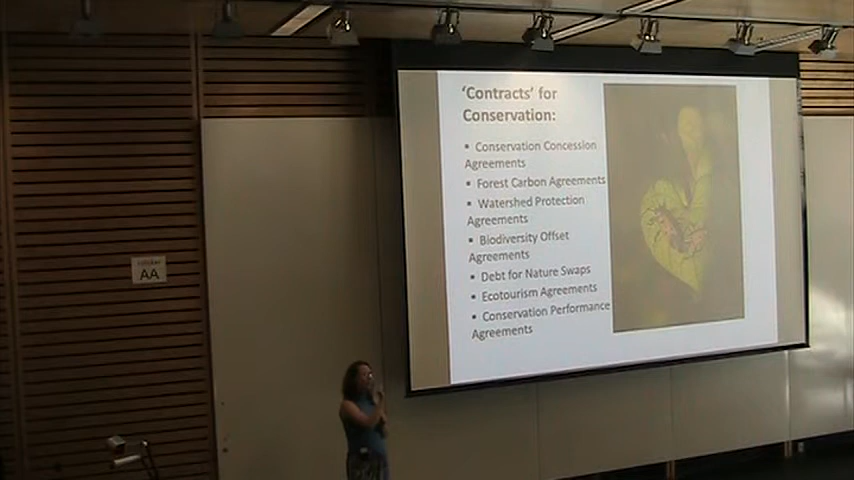 'Contracts' for
Conservation:
▪ Conservation Concession
Agreements
▪ Forest Carbon Agreements
▪ Watershed Protection
Agreements
▪ Biodiversity Offset
Agreements
▪ Debt for Nature Swaps
▪ Ecotourism Agreements
▪ Conservation Performance
Agreements
AA